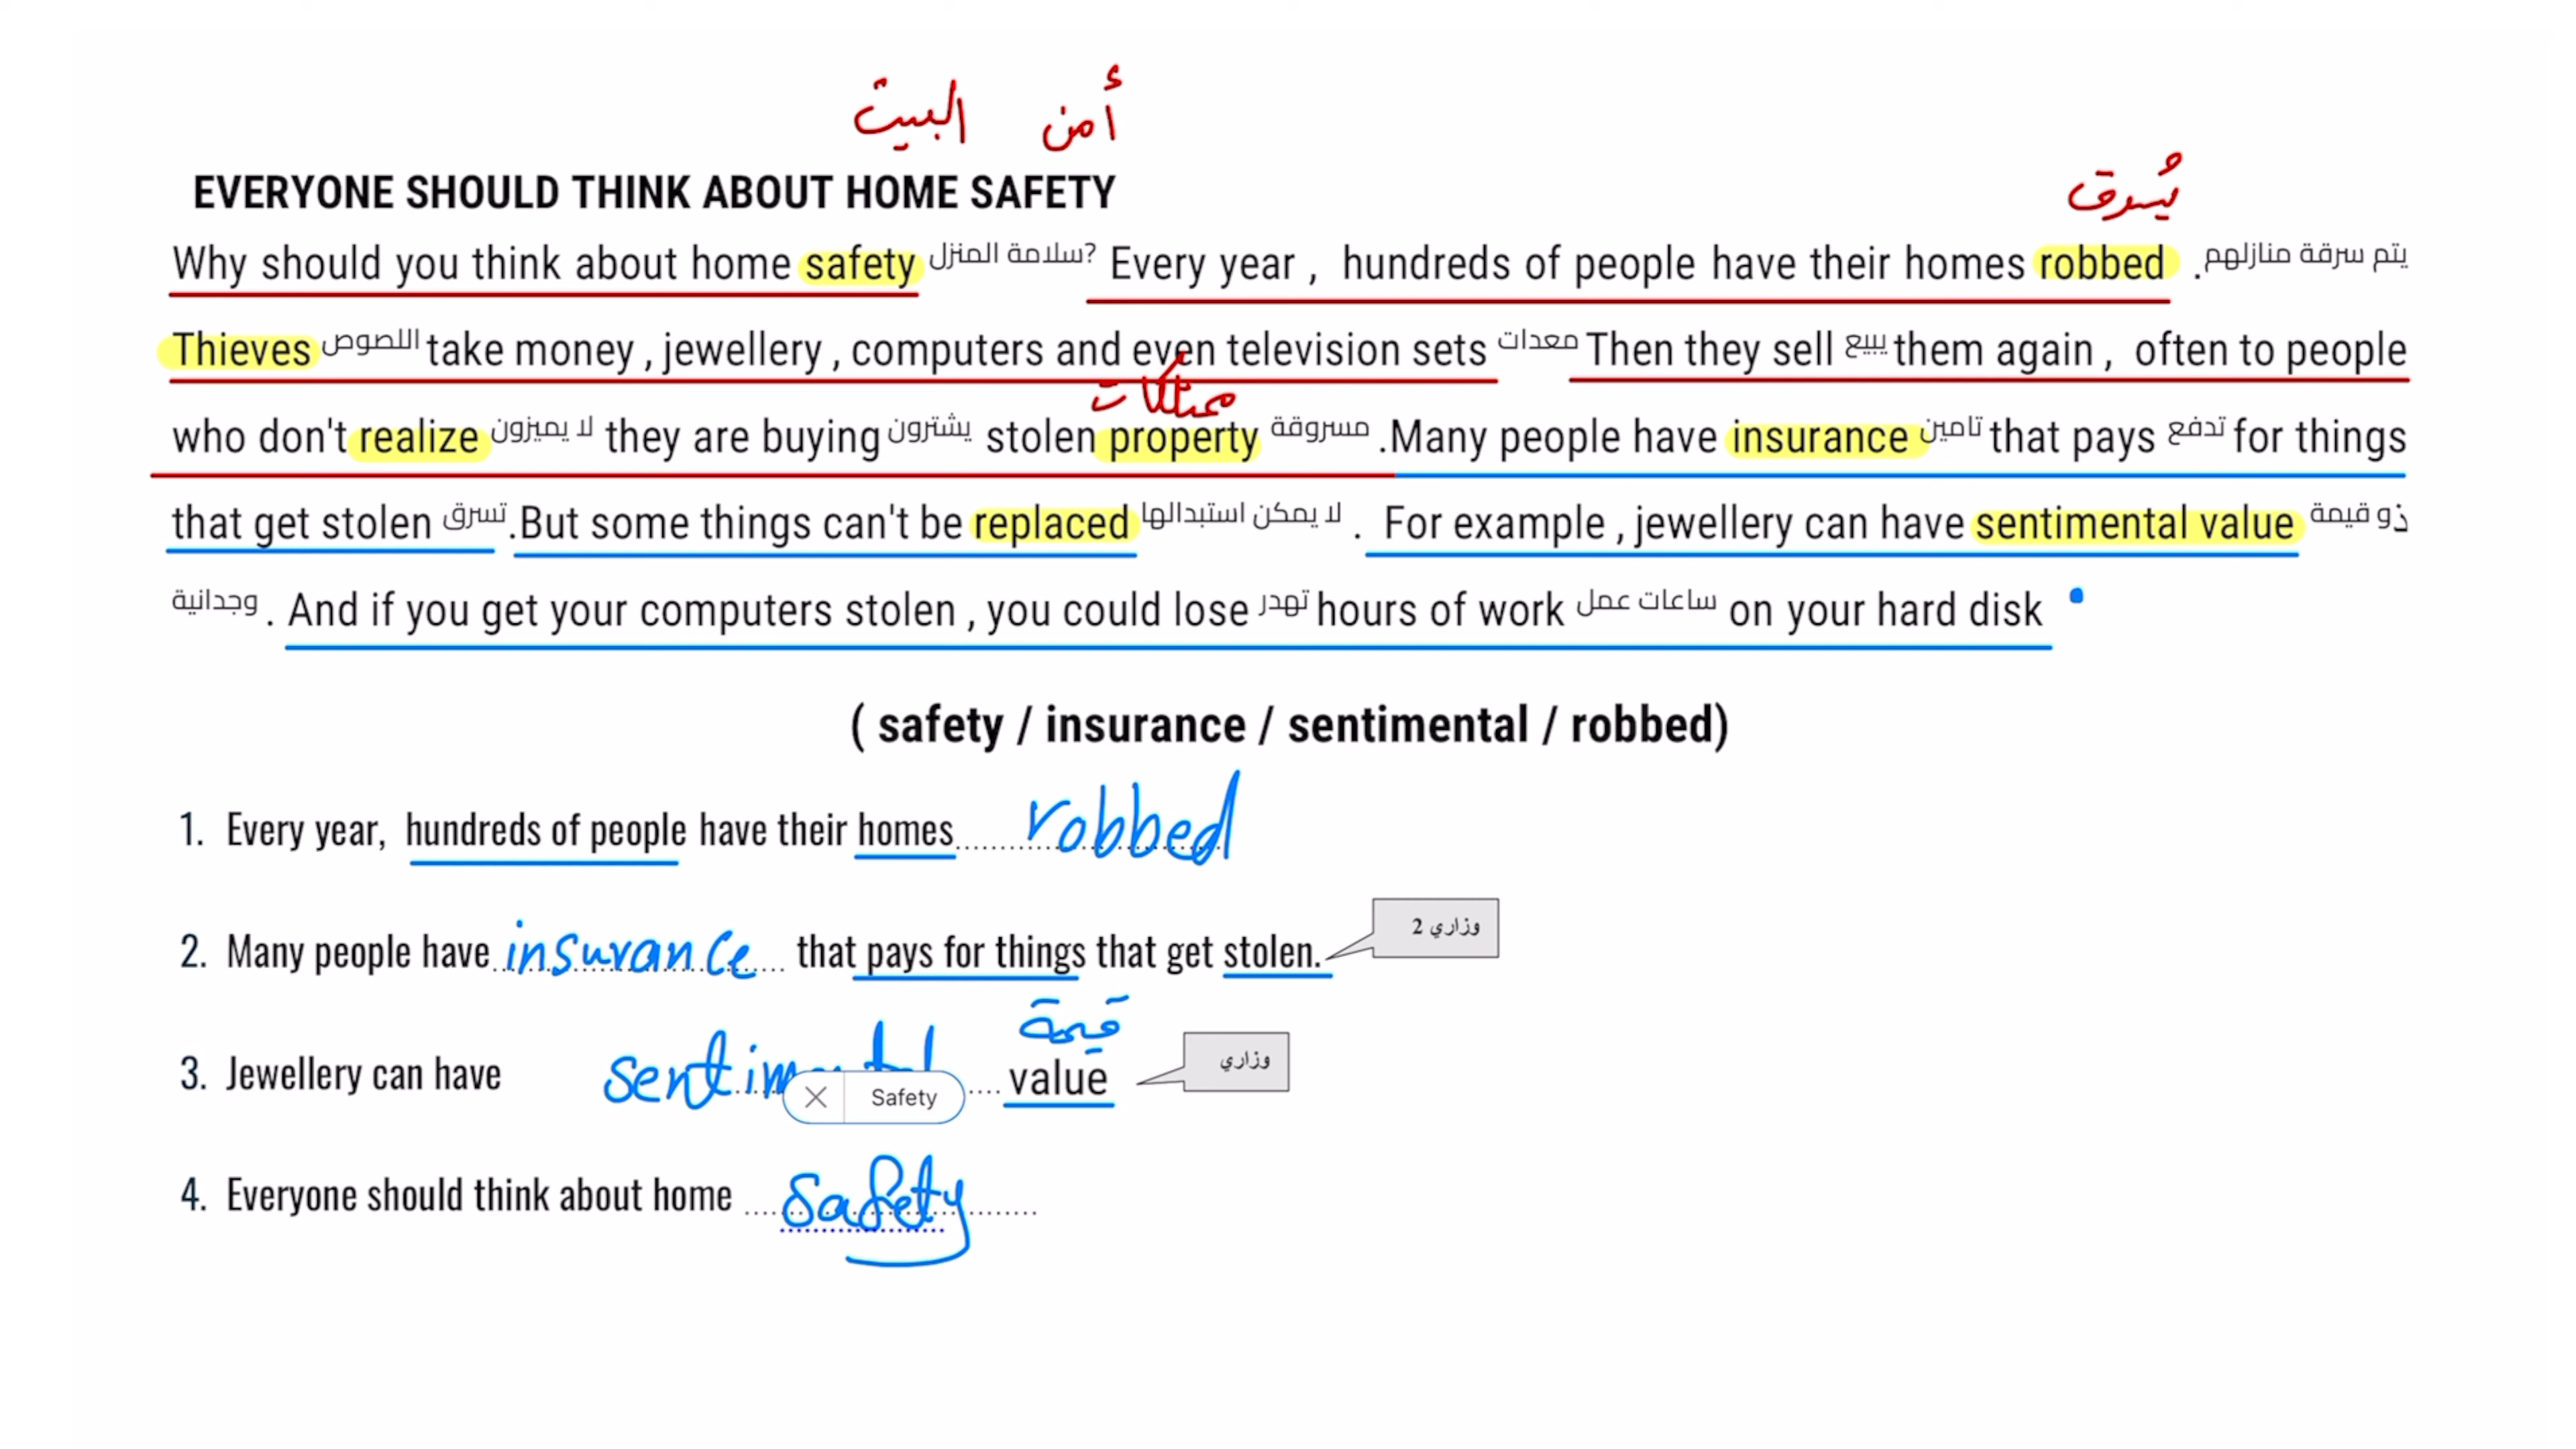 أمن البيت
يُسرق
EVERYONE SHOULD THINK ABOUT HOME SAFETY
Why should you think about home safety سلامة المنزل? Every year , hundreds of people have their homes robbed يتم سرقة منازلهم.
Thieves اللصوص take money , jewellery , computers and even television sets معدات Then they sell يبيع them again , often to people
ممتلكات
who don't realize لا يميزون they are buying يشترون stolen property مسروقة .Many people have insurance تامين that pays تدفع for things
that get stolen تسرق .But some things can't be replaced لا يمكن استبدالها . For example , jewellery can have sentimental value ذو قيمة
وجدانية . And if you get your computers stolen , you could lose تهدر hours of work ساعات عمل on your hard disk
( safety / insurance / sentimental / robbed)
1. Every year, hundreds of people have their homes........robbed
2. Many people have insurance .... that pays for things that get stolen. وزاري 2
قيمة
3. Jewellery can have sentimental .... value وزاري
Safety
4. Everyone should think about home ....safety........